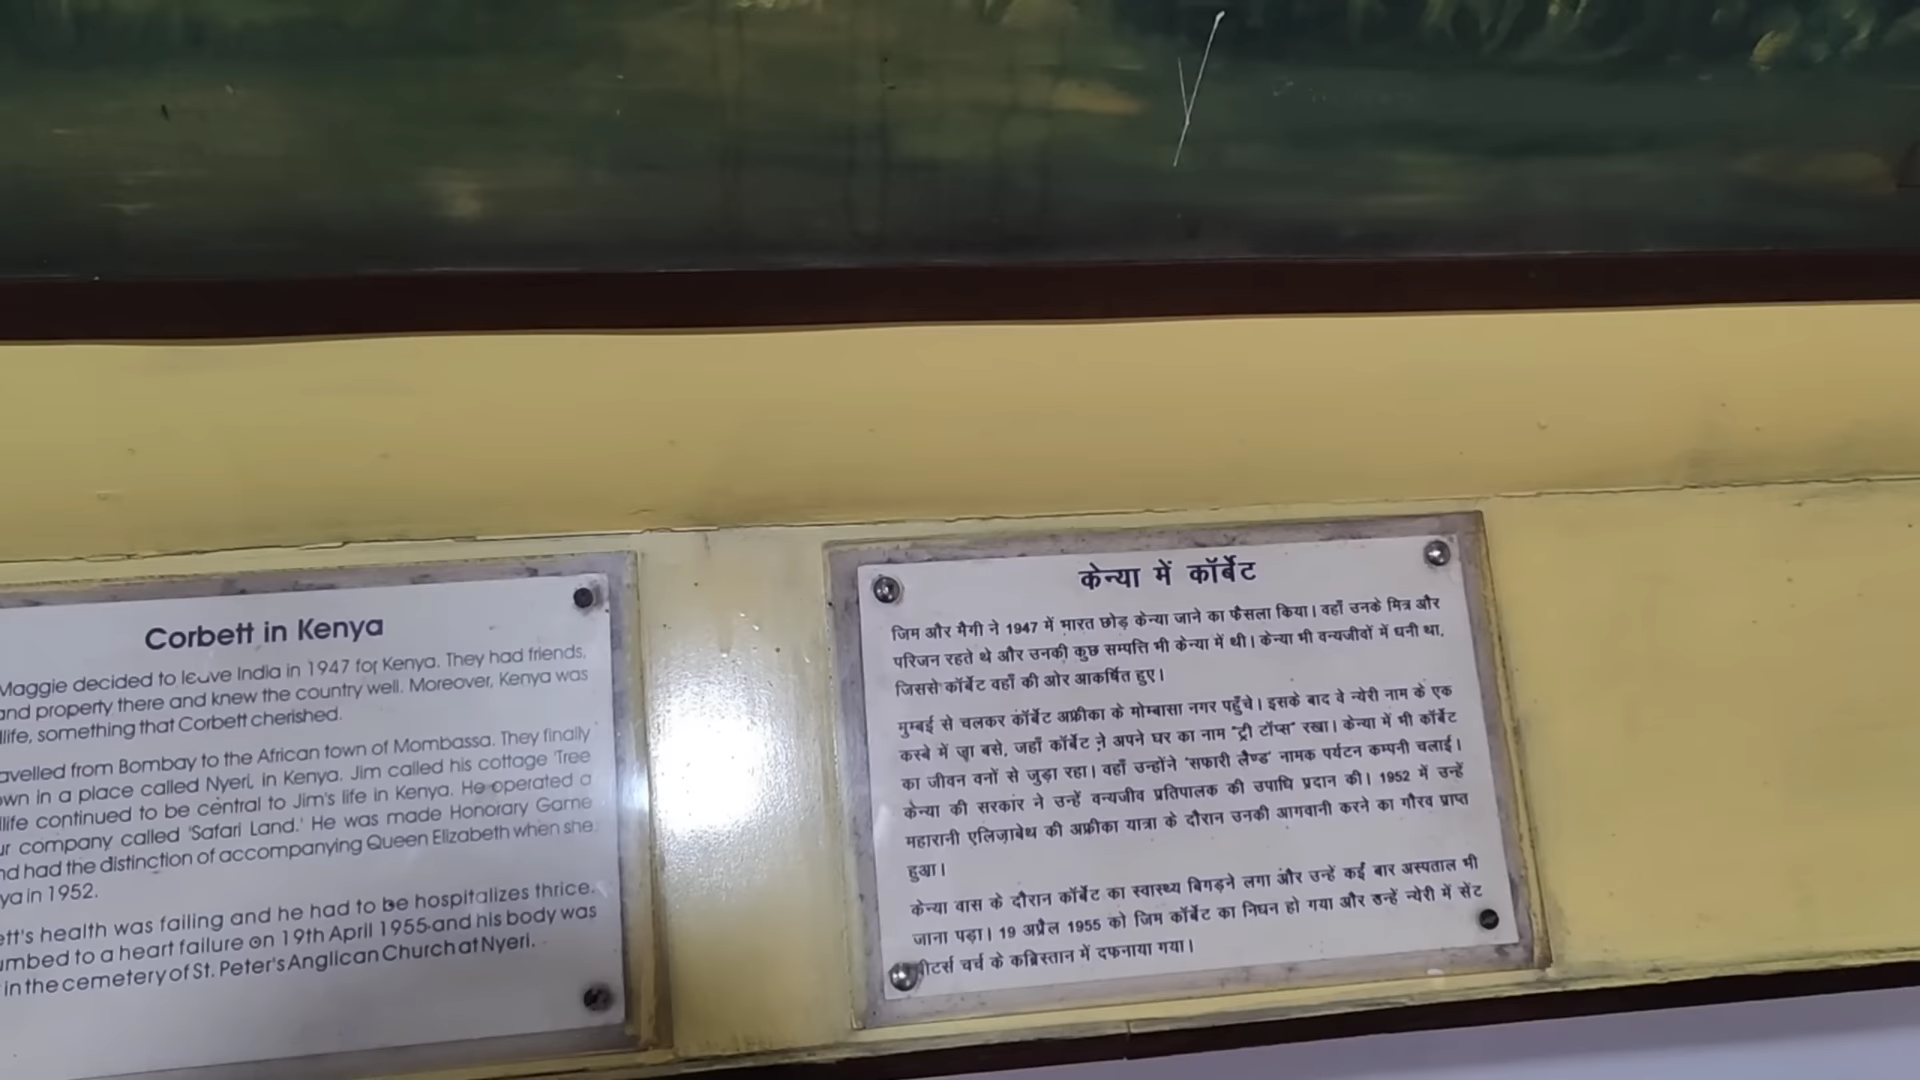 Corbett in Kenya
Maggie decided to leave India in 1947 for Kenya. They had friends,
and property there and knew the country well. Moreover, Kenya was
life, something that Corbett cherished.
avelled from Bombay to the African town of Mombassa. They finally
own in a place called Nyeri, in Kenya. Jim called his cottage 'Tree
life continued to be central to Jim's life in Kenya. He operated a
ur company called 'Safari Land.' He was made Honorary Game
nd had the distinction of accompanying Queen Elizabeth when she
ya in 1952.
ett's health was failing and he had to be hospitalizes thrice.
umbed to a heart failure on 19th April 1955 and his body was
in the cemetery of St. Peter's Anglican Church at Nyeri.
केन्या में कॉर्बेट
जिम और मैगी ने 1947 में भारत छोड़ केन्या जाने का फैसला किया। वहाँ उनके मित्र और
परिजन रहते थे और उनकी कुछ सम्पत्ति भी केन्या में थी। केन्या भी वन्यजीवों में धनी था,
जिससे कॉर्बेट वहाँ की ओर आकर्षित हुए।
मुम्बई से चलकर कॉर्बेट अफ्रीका के मोम्बासा नगर पहुँचे। इसके बाद वे न्येरी नाम के एक
कस्बे में जा बसे, जहाँ कॉर्बेट ने अपने घर का नाम "ट्री टॉप्स" रखा। केन्या में भी कॉर्बेट
का जीवन वनों से जुड़ा रहा। वहाँ उन्होंने 'सफारी लैण्ड' नामक पर्यटन कम्पनी चलाई।
केन्या की सरकार ने उन्हें वन्यजीव प्रतिपालक की उपाधि प्रदान की। 1952 में उन्हें
महारानी एलिज़ाबेथ की अफ्रीका यात्रा के दौरान उनकी आगवानी करने का गौरव प्राप्त
हुआ।
केन्या वास के दौरान कॉर्बेट का स्वास्थ्य बिगड़ने लगा और उन्हें कई बार अस्पताल भी
जाना पड़ा। 19 अप्रैल 1955 को जिम कॉर्बेट का निधन हो गया और उन्हें न्येरी में सेंट
पीटर्स चर्च के कब्रिस्तान में दफनाया गया।